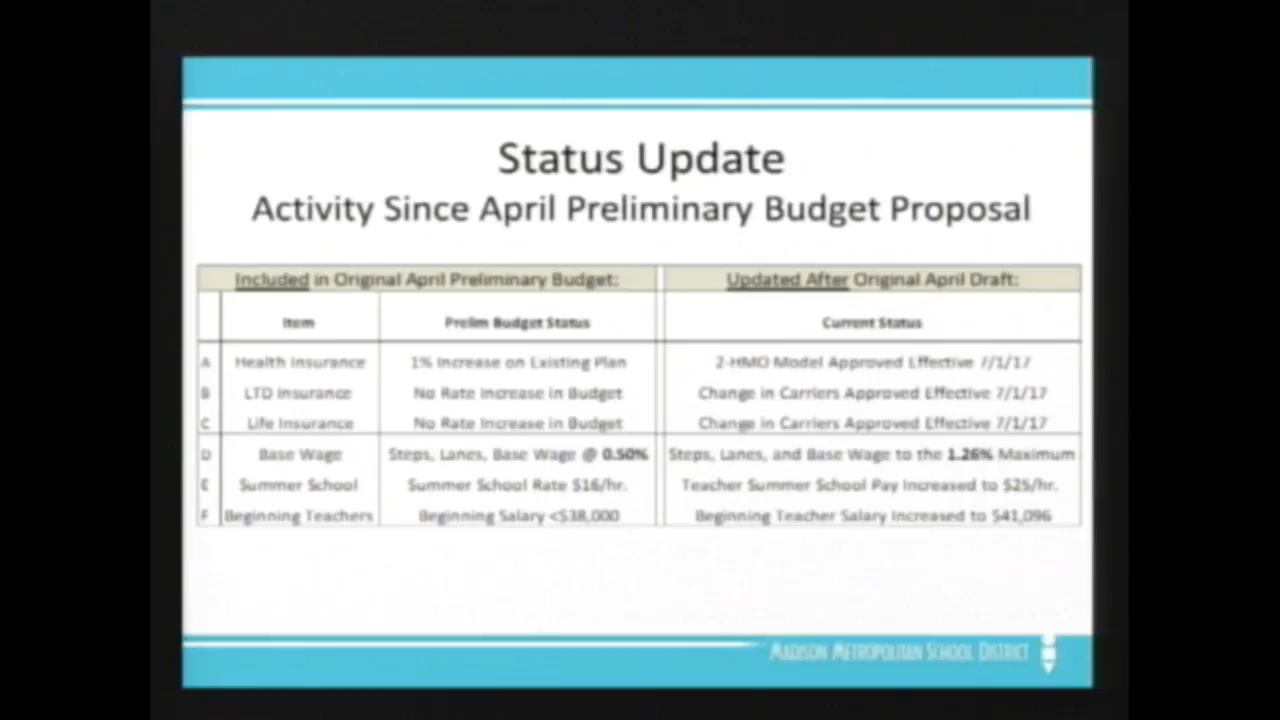 Status Update
Activity Since April Preliminary Budget Proposal
Included in Original April Preliminary Budget: Updated After Original April Draft:
Item Prelim Budget Status Current Status
A Health Insurance 1% Increase on Existing Plan 2-HMO Model Approved Effective 7/1/17
B LTD Insurance No Rate Increase in Budget Change in Carriers Approved Effective 7/1/17
C Life Insurance No Rate Increase in Budget Change in Carriers Approved Effective 7/1/17
D Base Wage Steps, Lanes, Base Wage @ 0.50% Steps, Lanes, and Base Wage to the 1.26% Maximum
E Summer School Summer School Rate $16/hr. Teacher Summer School Pay Increased to $25/hr.
F Beginning Teachers Beginning Salary <$38,000 Beginning Teacher Salary Increased to $41,096
MADISON METROPOLITAN SCHOOL DISTRICT